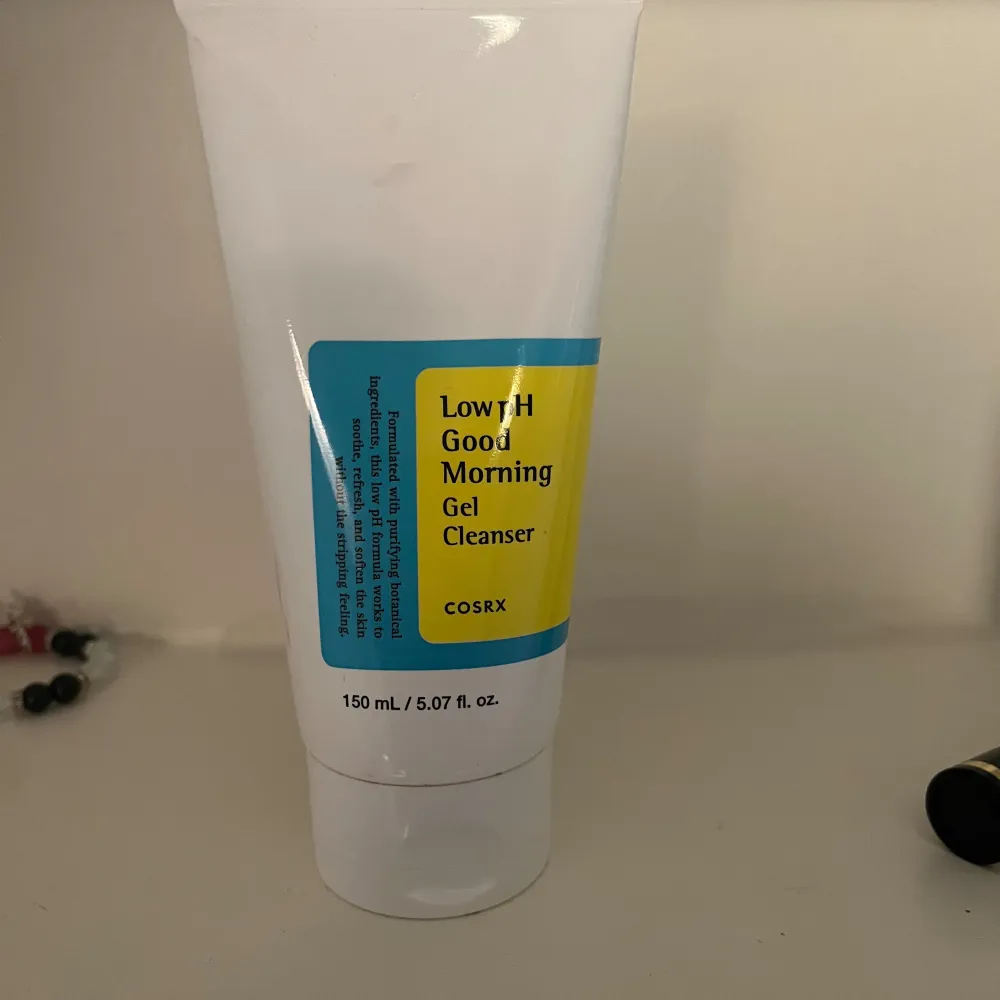 Low pH
Good
Morning
Gel
Cleanser
COSRX
Formulated with purifying botanical
ingredients, this low pH formula works to
soothe, refresh, and soften the skin
without the stripping feeling.
150 mL / 5.07 fl. oz.